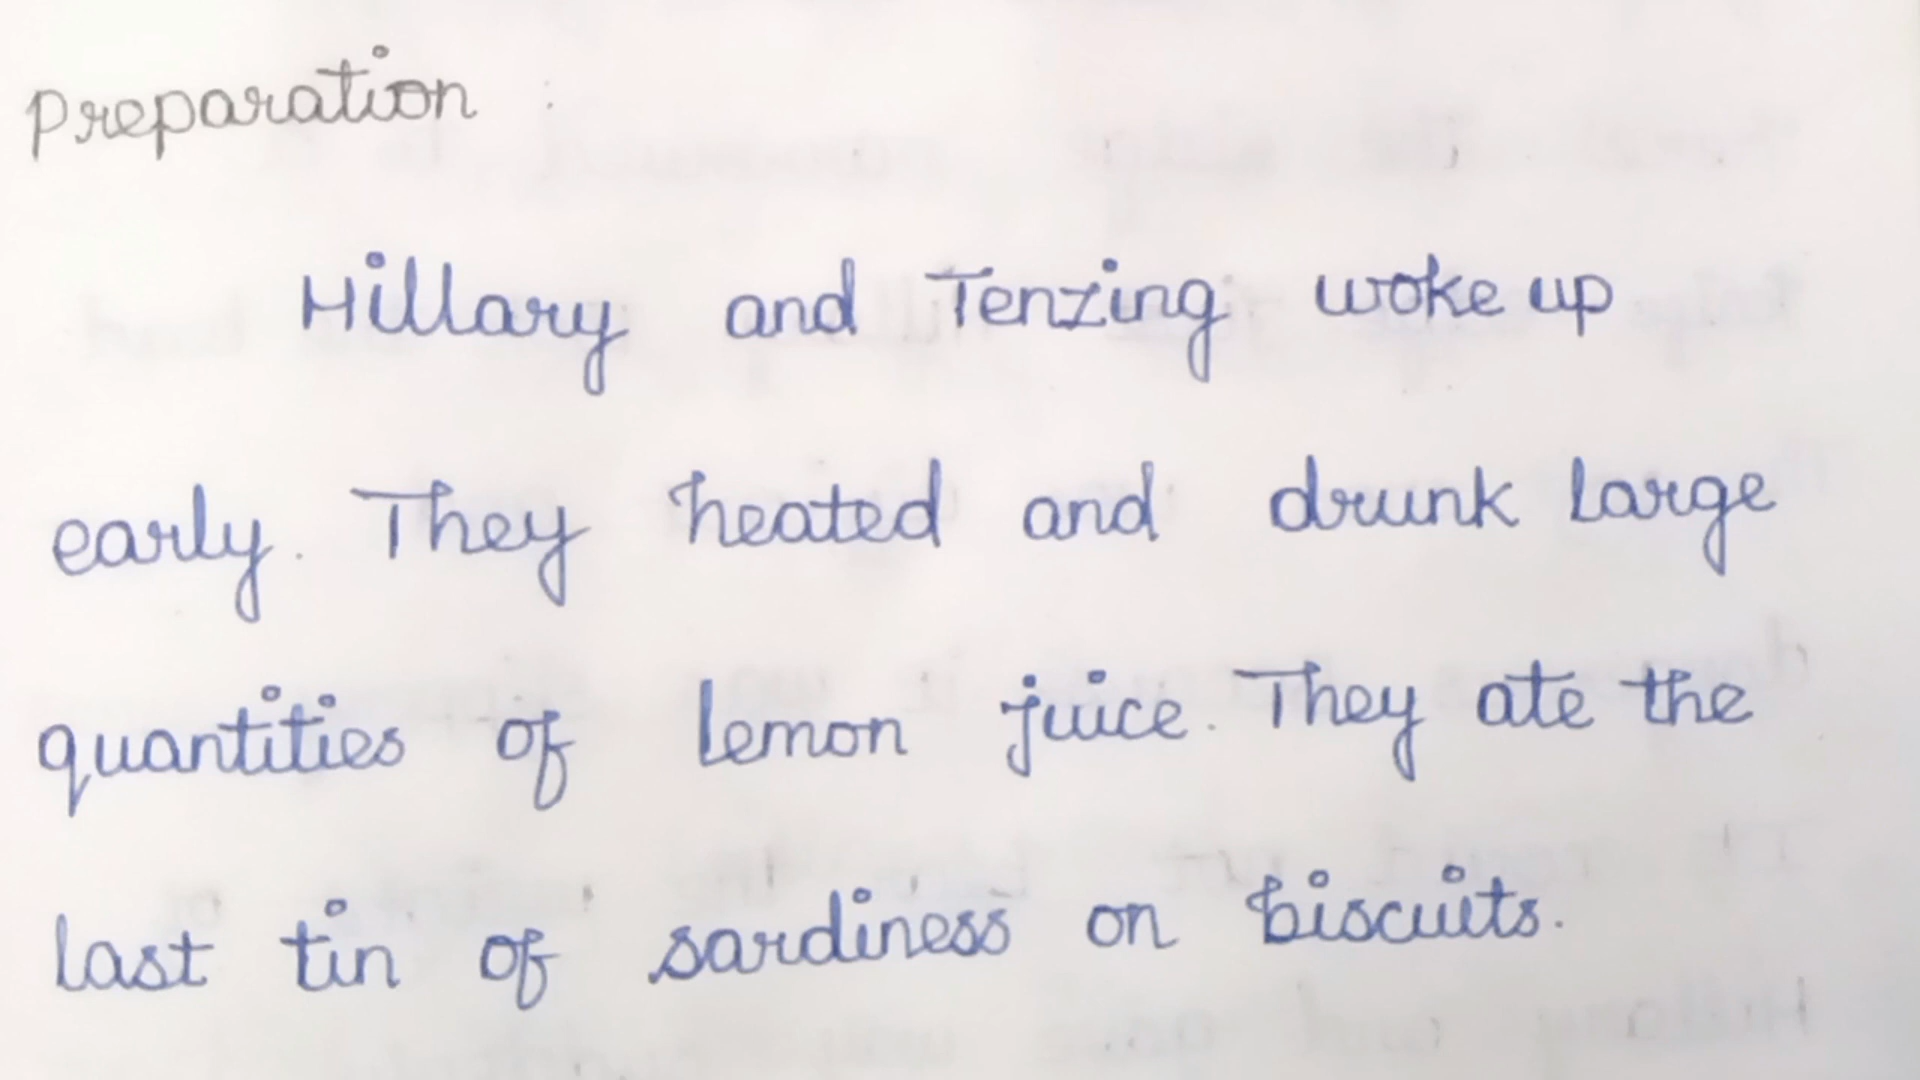 Preparation :
Hillary and Tenzing woke up
early. They heated and drunk large
quantities of lemon juice. They ate the
last tin of sardiness on biscuits.